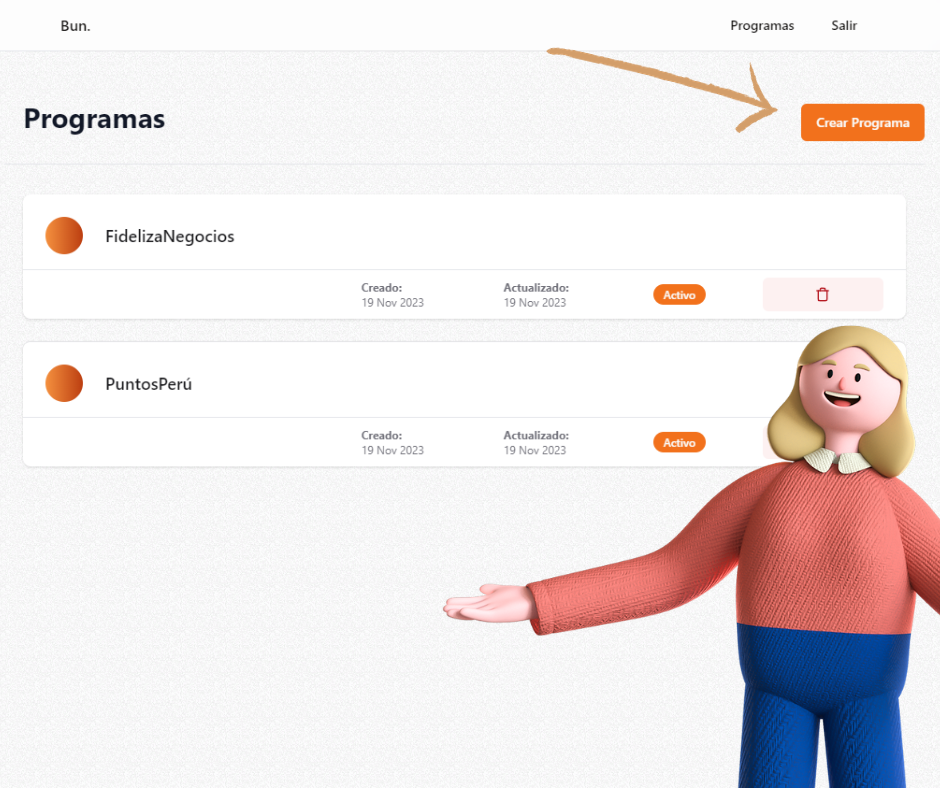 Bun.
Programas
Salir
Programas
Crear Programa
FidelizaNegocios
Creado:
19 Nov 2023
Actualizado:
19 Nov 2023
Activo
PuntosPerú
Creado:
19 Nov 2023
Actualizado:
19 Nov 2023
Activo